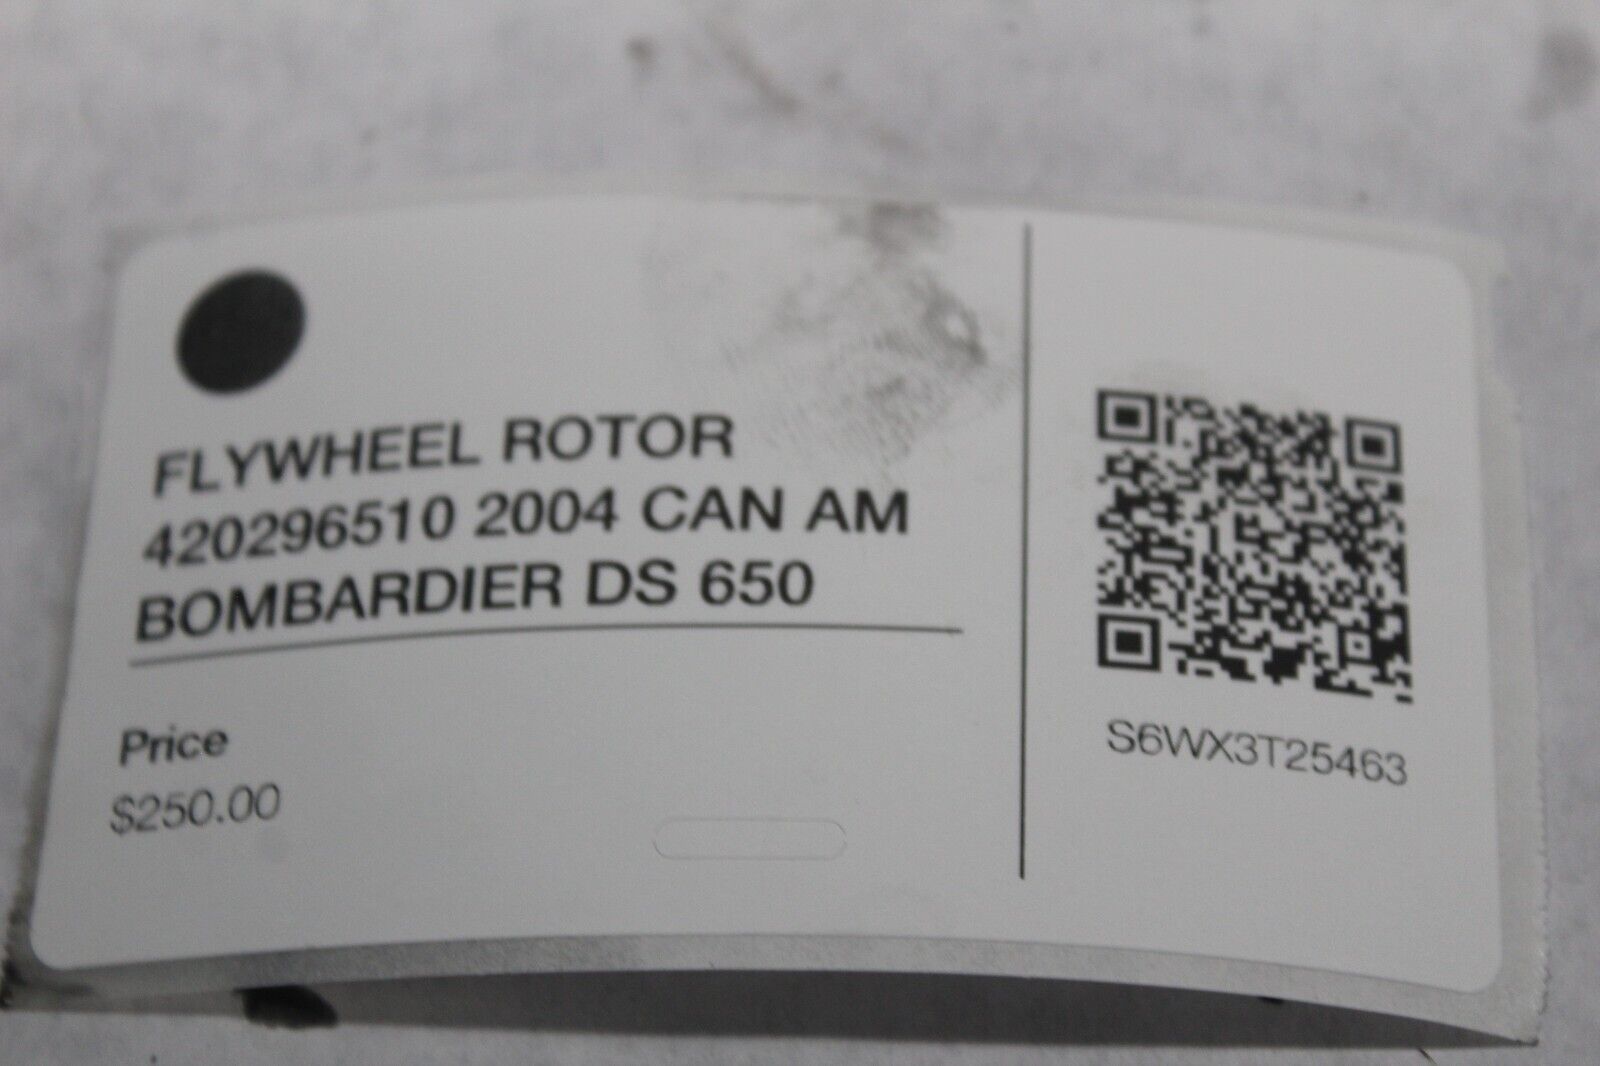 FLYWHEEL ROTOR
420296510 2004 CAN AM
BOMBARDIER DS 650
Price
$250.00
S6WX3T25463